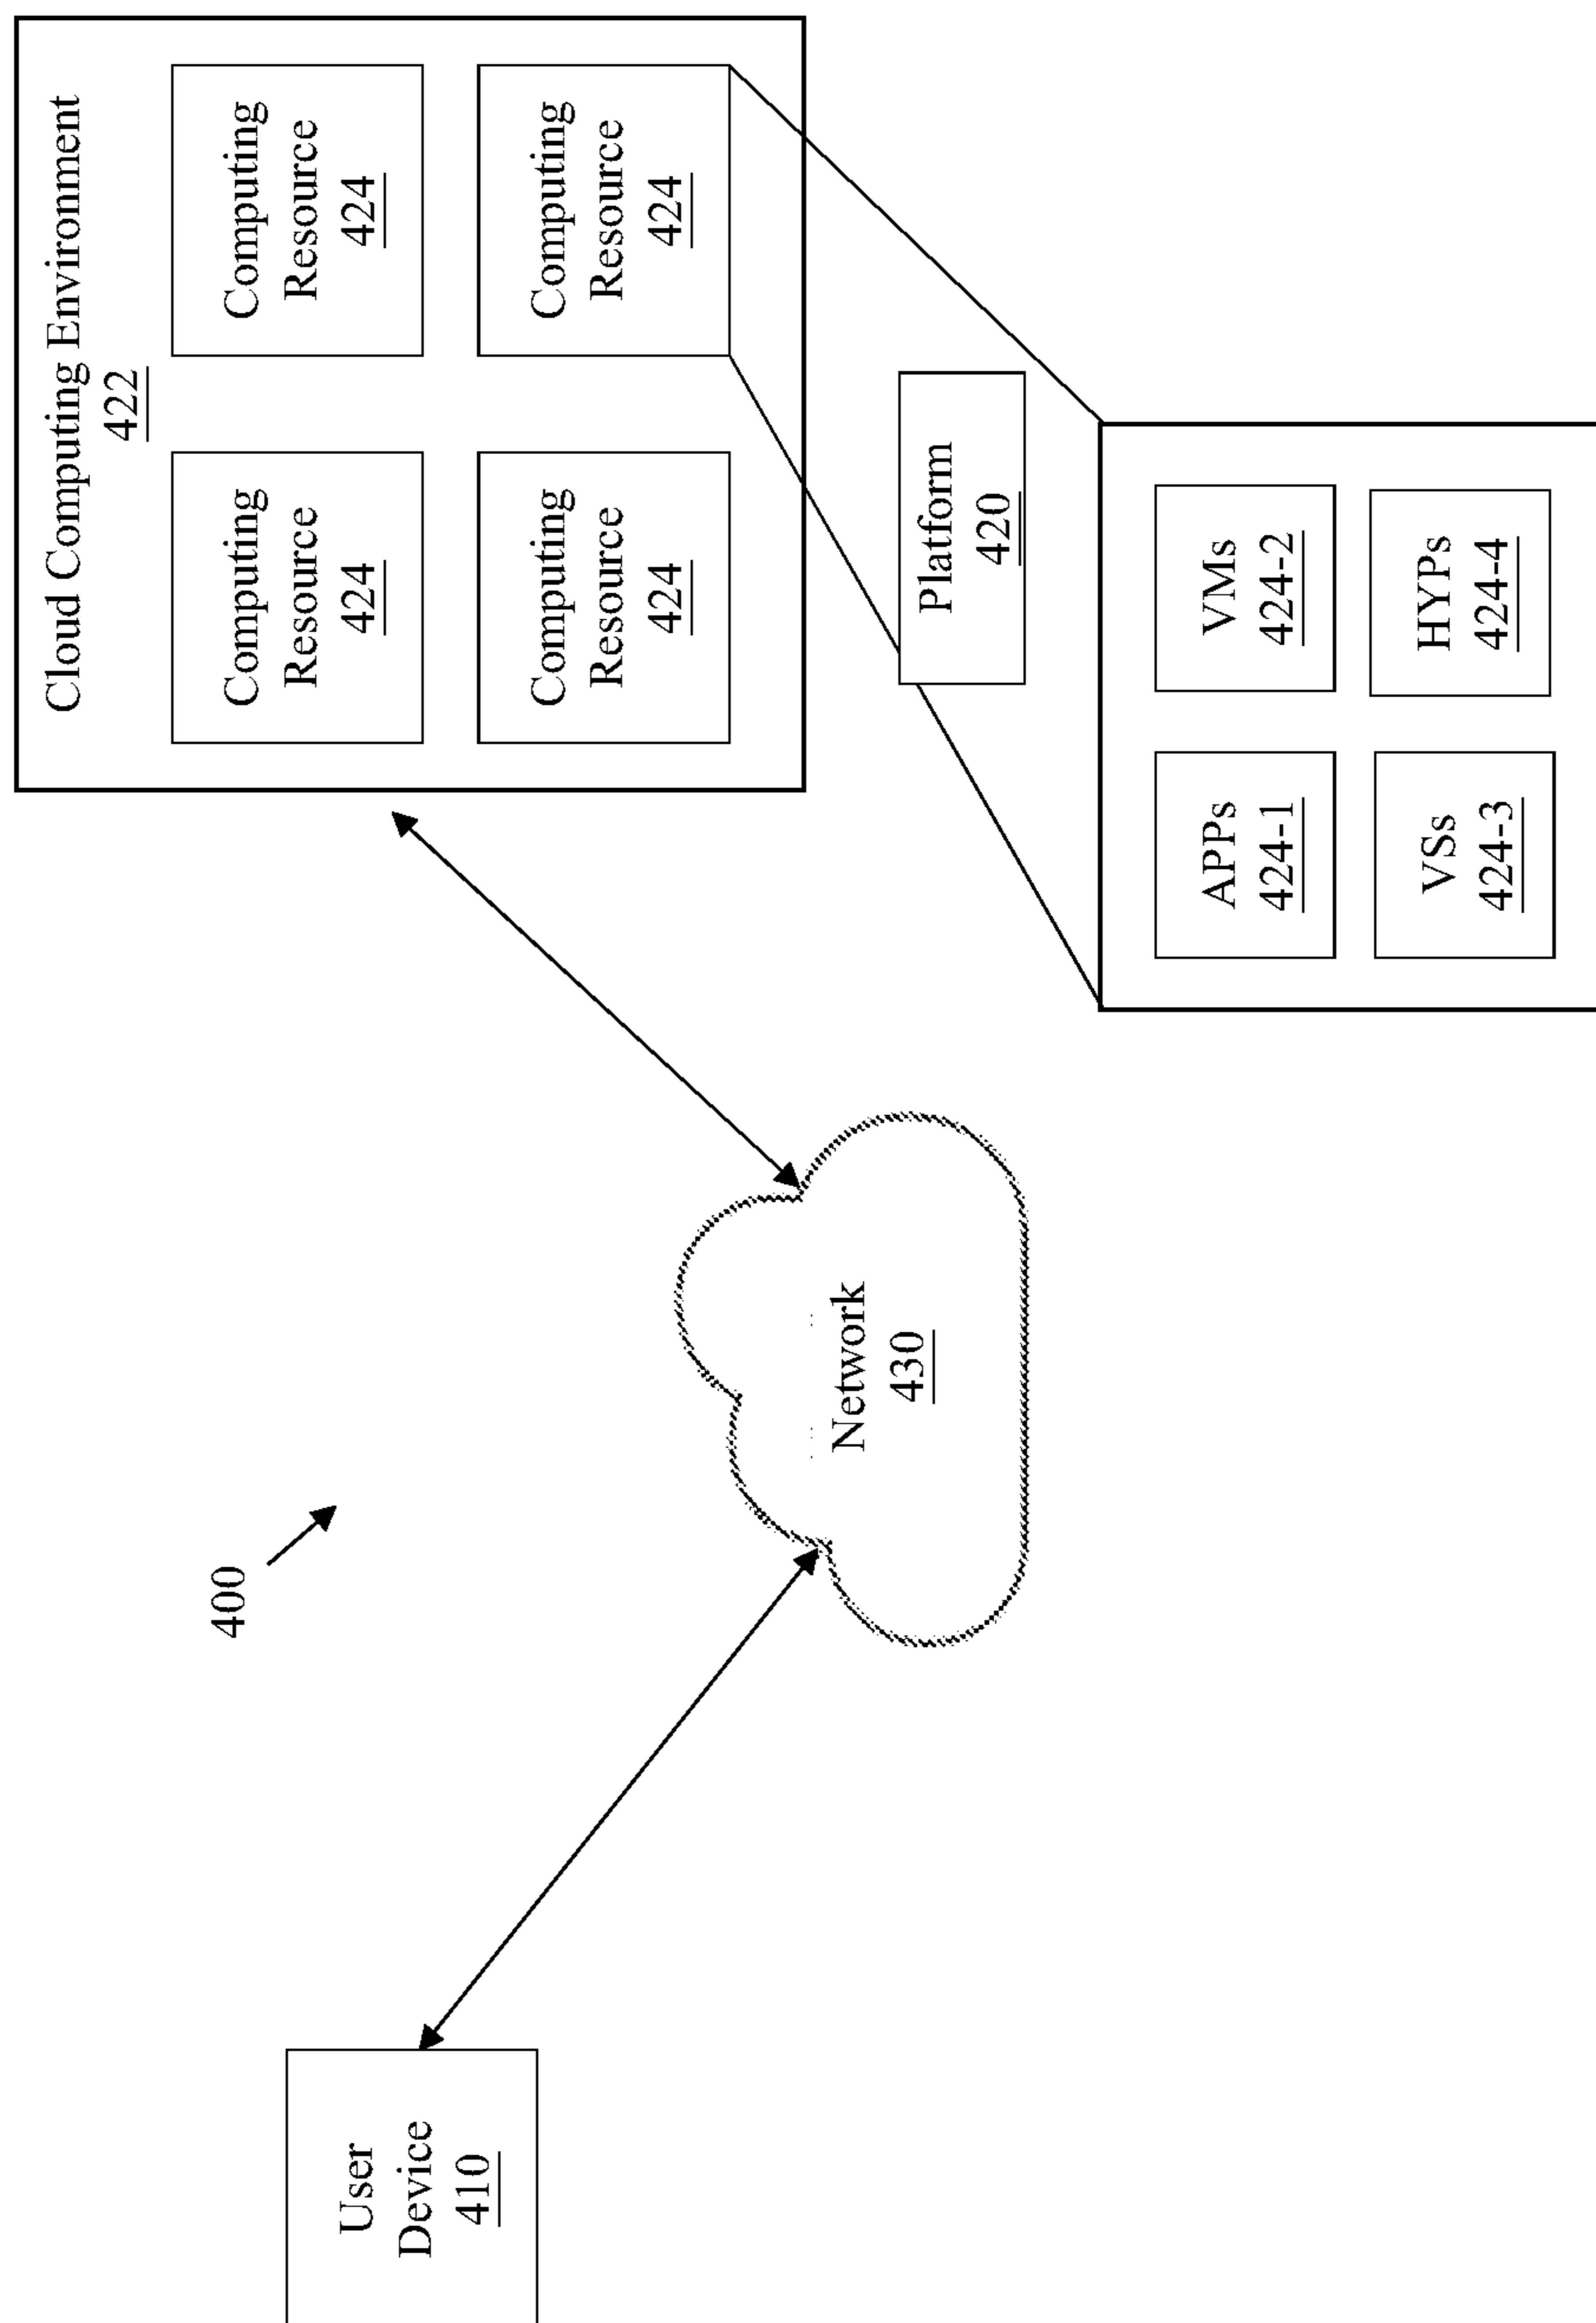 400
Cloud Computing Environment
422
Computing
Resource
424
Computing
Resource
424
Computing
Resource
424
Computing
Resource
424
User
Device
410
Network
430
Platform
420
APPs
424-1
VMs
424-2
VSs
424-3
HYPs
424-4